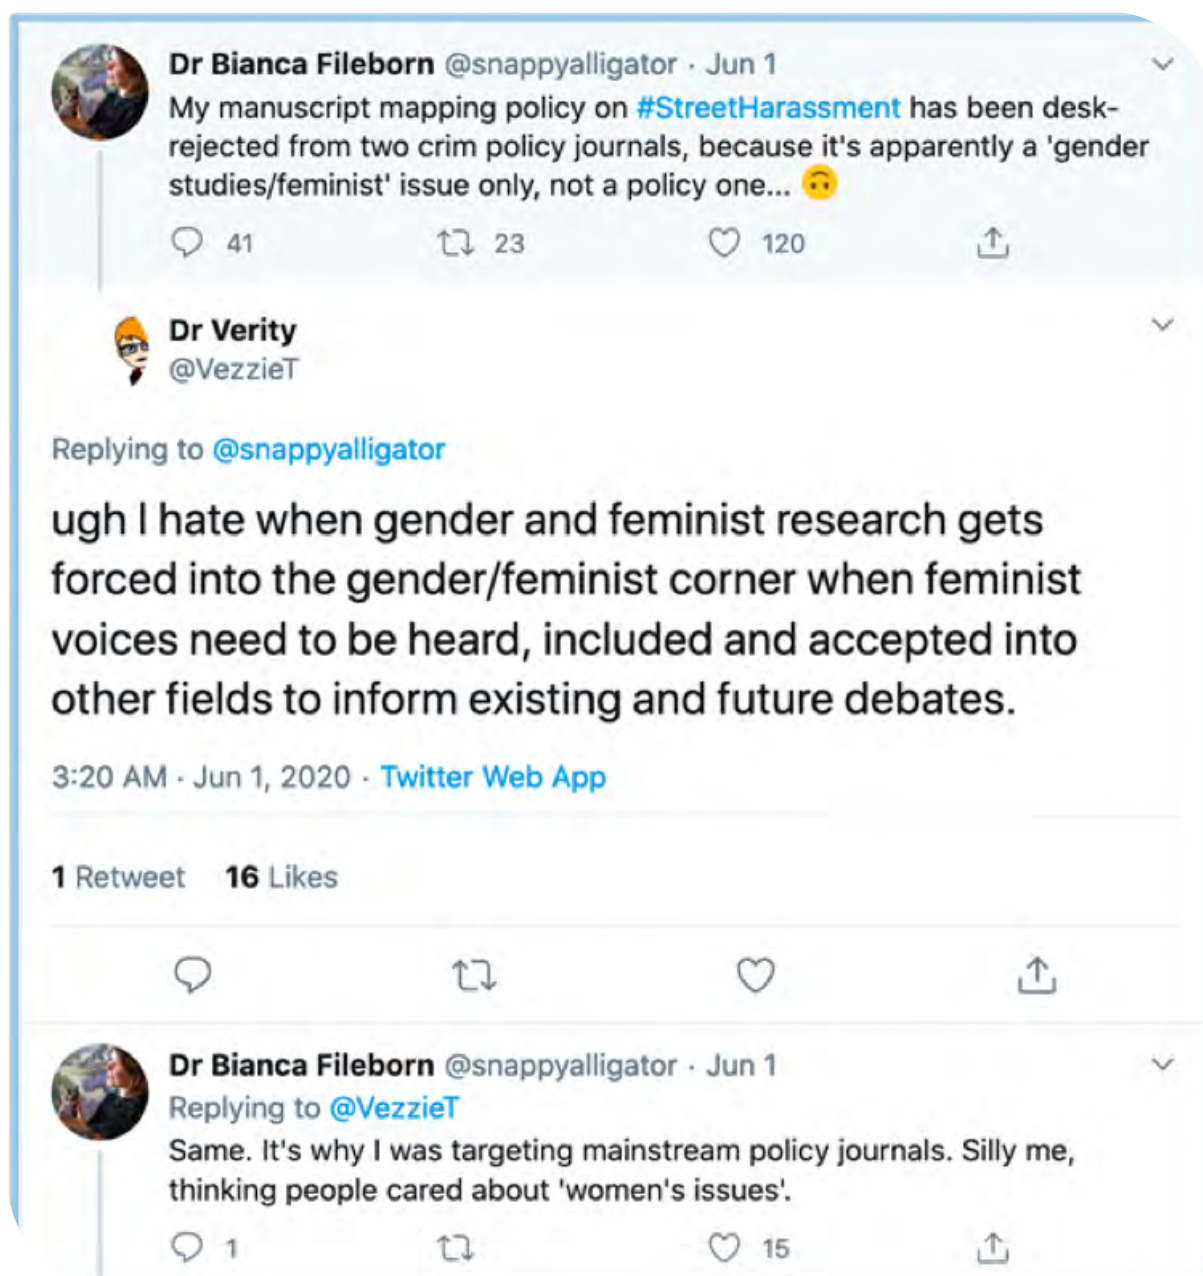 Dr Bianca Fileborn @snappyalligator · Jun 1
My manuscript mapping policy on #StreetHarassment has been desk-
rejected from two crim policy journals, because it's apparently a 'gender
studies/feminist' issue only, not a policy one... 🙃
41 23 120
Dr Verity
@VezzieT
Replying to @snappyalligator
ugh I hate when gender and feminist research gets
forced into the gender/feminist corner when feminist
voices need to be heard, included and accepted into
other fields to inform existing and future debates.
3:20 AM · Jun 1, 2020 · Twitter Web App
1 Retweet 16 Likes
Dr Bianca Fileborn @snappyalligator · Jun 1
Replying to @VezzieT
Same. It's why I was targeting mainstream policy journals. Silly me,
thinking people cared about 'women's issues'.
1 15